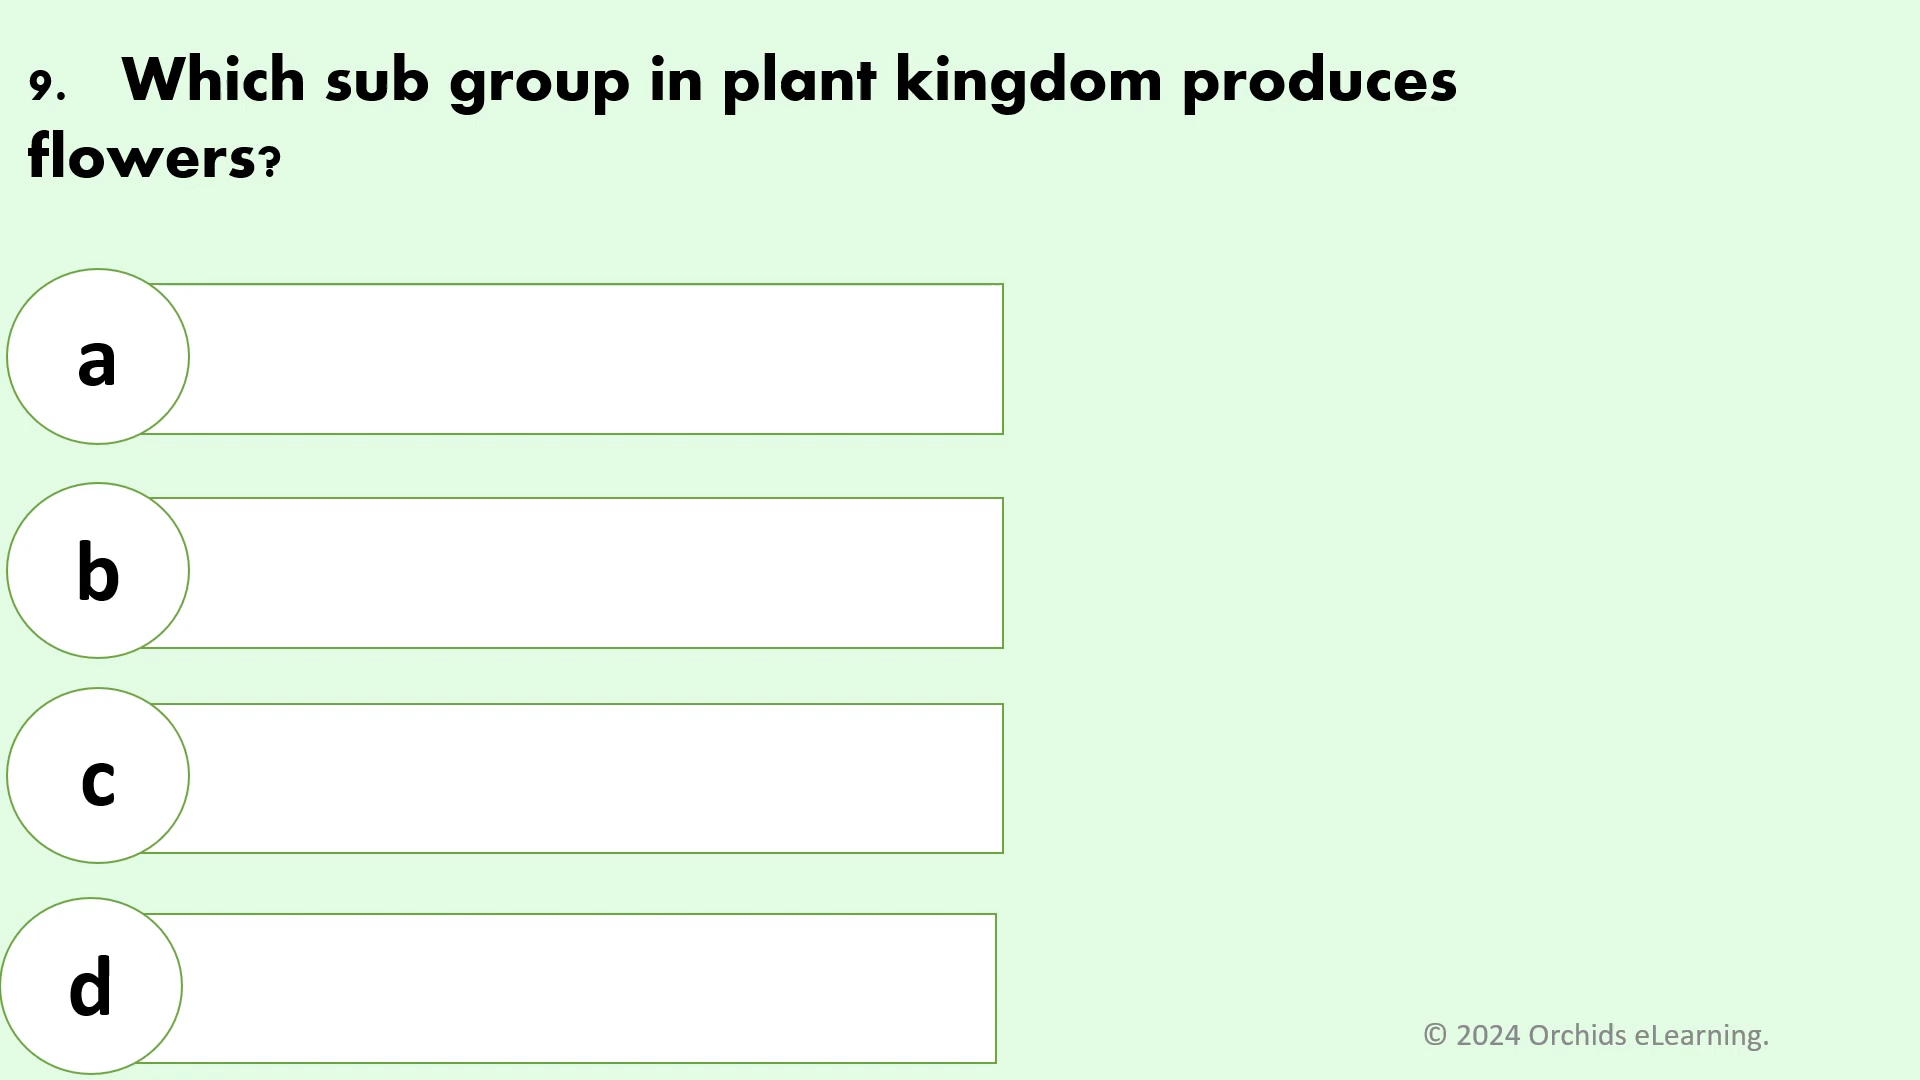 9. Which sub group in plant kingdom produces
flowers?
a
b
c
d
© 2024 Orchids eLearning.